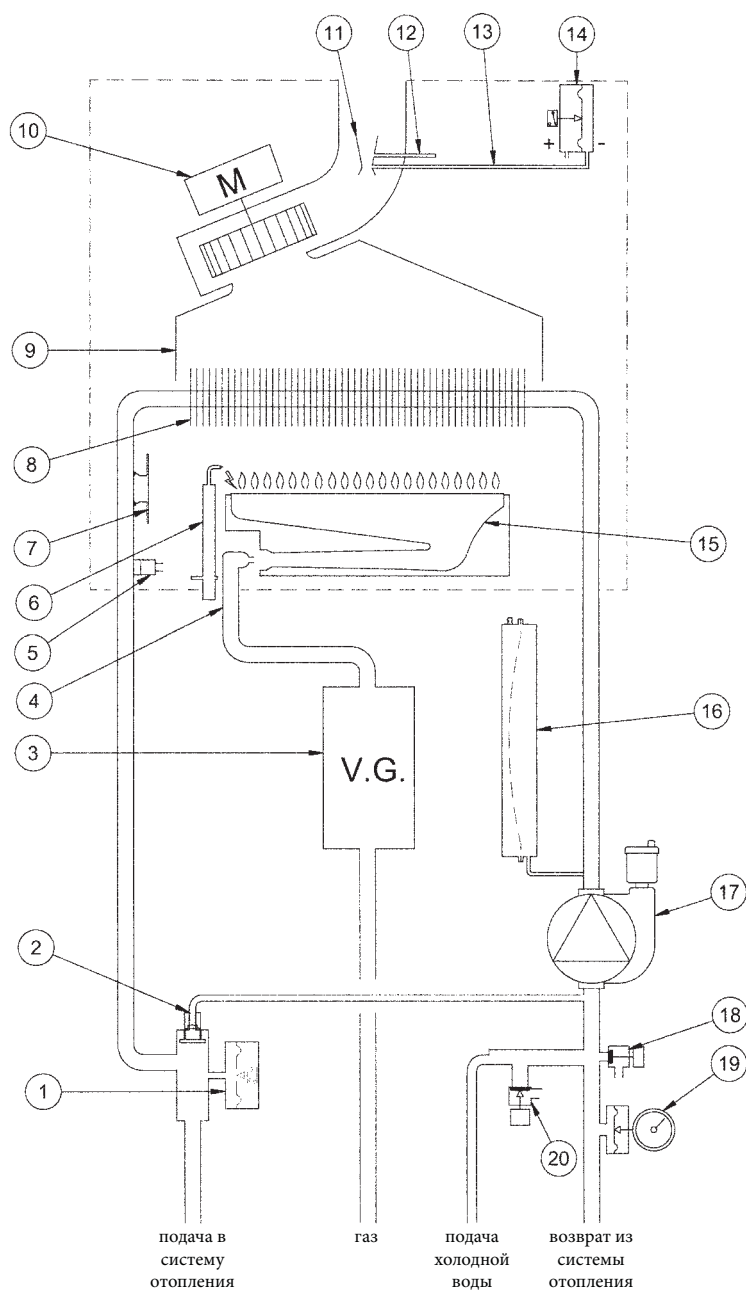 11
12
13
14
10
M
+
-
9
8
7
6
15
5
4
16
3
V.G.
17
2
18
1
19
20
подача в
систему
отопления
газ
подача
холодной
воды
возврат из
системы
отопления